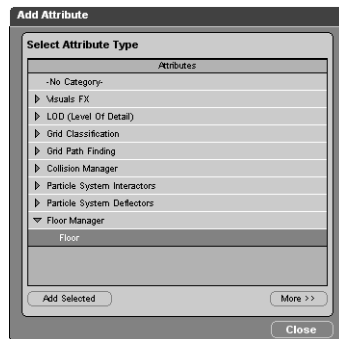 Add Attribute
Select Attribute Type
Attributes
-No Category-
Visuals FX
LOD (Level Of Detail)
Grid Classification
Grid Path Finding
Collision Manager
Particle System Interactors
Particle System Deflectors
Floor Manager
Floor
Add Selected
More >>
Close